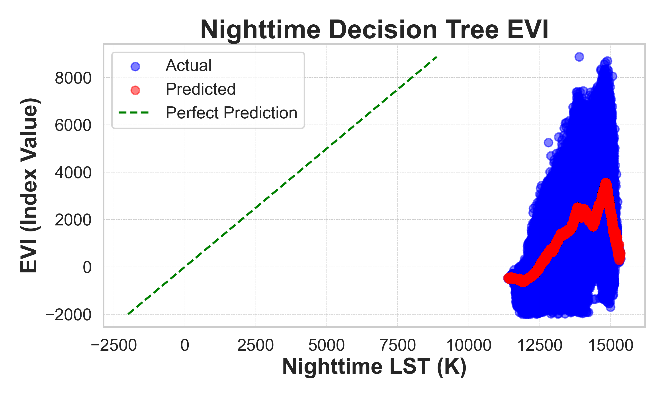 Nighttime Decision Tree EVI
Actual
Predicted
Perfect Prediction
EVI (Index Value)
8000
6000
4000
2000
0
−2000
−2500
0
2500
5000
7500
10000
12500
15000
Nighttime LST (K)